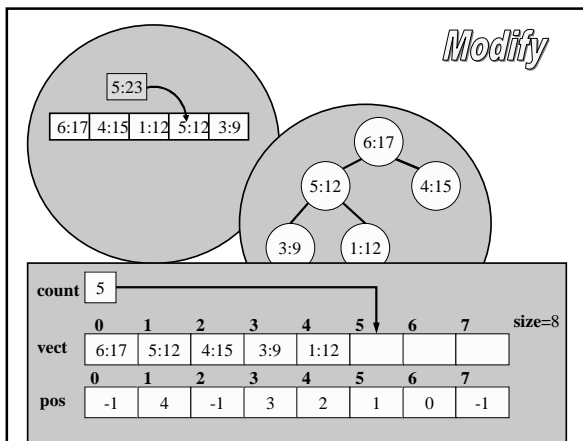 Modify
5:23
6:17 4:15 1:12 5:12 3:9
6:17
5:12 4:15
3:9 1:12
count 5
size=8
0 1 2 3 4 5 6 7
vect 6:17 5:12 4:15 3:9 1:12
0 1 2 3 4 5 6 7
pos -1 4 -1 3 2 1 0 -1